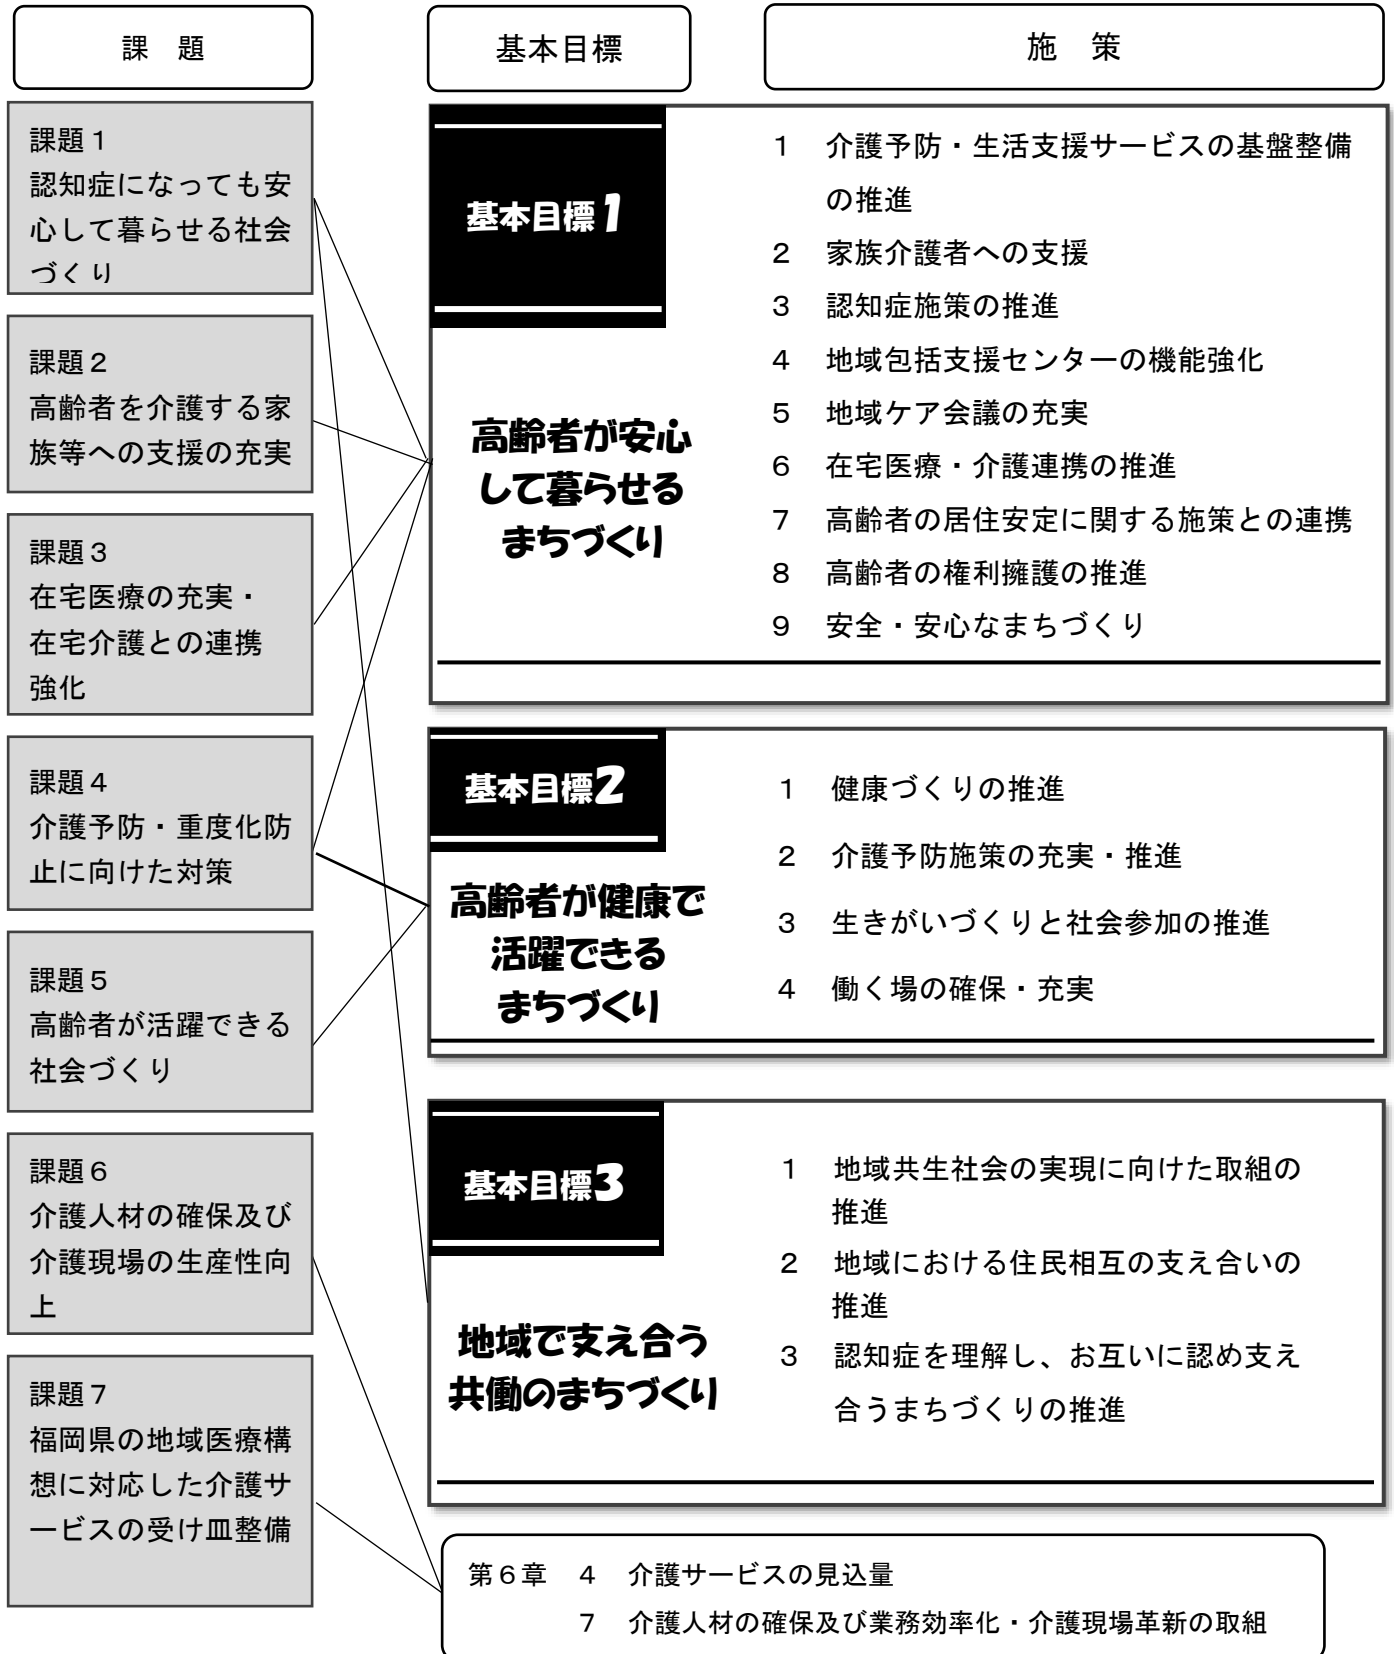 課　題
基本目標
施　策
課題１
認知症になっても安
心して暮らせる社会
づくり
課題２
高齢者を介護する家
族等への支援の充実
課題３
在宅医療の充実・
在宅介護との連携
強化
課題４
介護予防・重度化防
止に向けた対策
課題５
高齢者が活躍できる
社会づくり
課題６
介護人材の確保及び
介護現場の生産性向
上
課題７
福岡県の地域医療構
想に対応した介護サ
ービスの受け皿整備
基本目標1
高齢者が安心
して暮らせる
まちづくり
１　介護予防・生活支援サービスの基盤整備
の推進
２　家族介護者への支援
３　認知症施策の推進
４　地域包括支援センターの機能強化
５　地域ケア会議の充実
６　在宅医療・介護連携の推進
７　高齢者の居住安定に関する施策との連携
８　高齢者の権利擁護の推進
９　安全・安心なまちづくり
基本目標2
高齢者が健康で
活躍できる
まちづくり
１　健康づくりの推進
２　介護予防施策の充実・推進
３　生きがいづくりと社会参加の推進
４　働く場の確保・充実
基本目標3
地域で支え合う
共働のまちづくり
１　地域共生社会の実現に向けた取組の
推進
２　地域における住民相互の支え合いの
推進
３　認知症を理解し、お互いに認め支え
合うまちづくりの推進
第６章　４　介護サービスの見込量
７　介護人材の確保及び業務効率化・介護現場革新の取組